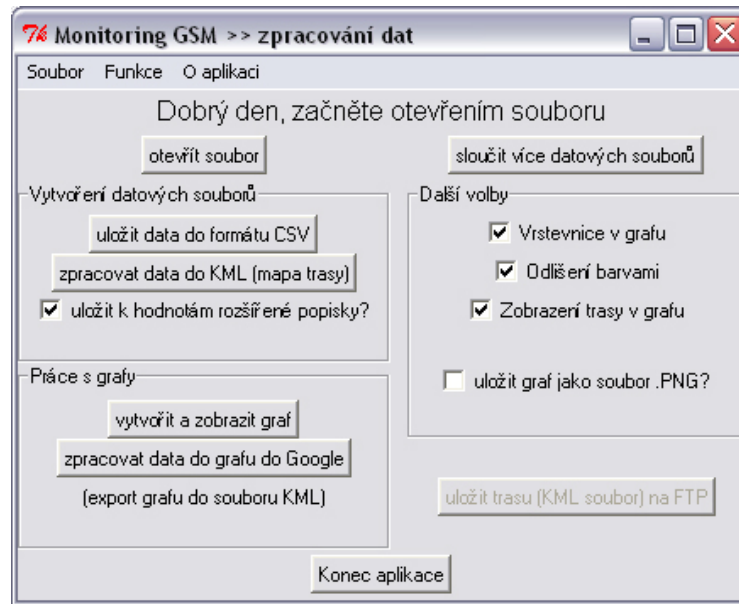 Monitoring GSM >> zpracování dat
Soubor Funkce O aplikaci
Dobrý den, začněte otevřením souboru
otevřít soubor
sloučit více datových souborů
Vytvoření datových souborů
uložit data do formátu CSV
zpracovat data do KML (mapa trasy)
uložit k hodnotám rozšířené popisky?
Práce s grafy
vytvořit a zobrazit graf
zpracovat data do grafu do Google
(export grafu do souboru KML)
Další volby
Vrstevnice v grafu
Odlišení barvami
Zobrazení trasy v grafu
uložit graf jako soubor .PNG?
uložit trasu (KML soubor) na FTP
Konec aplikace